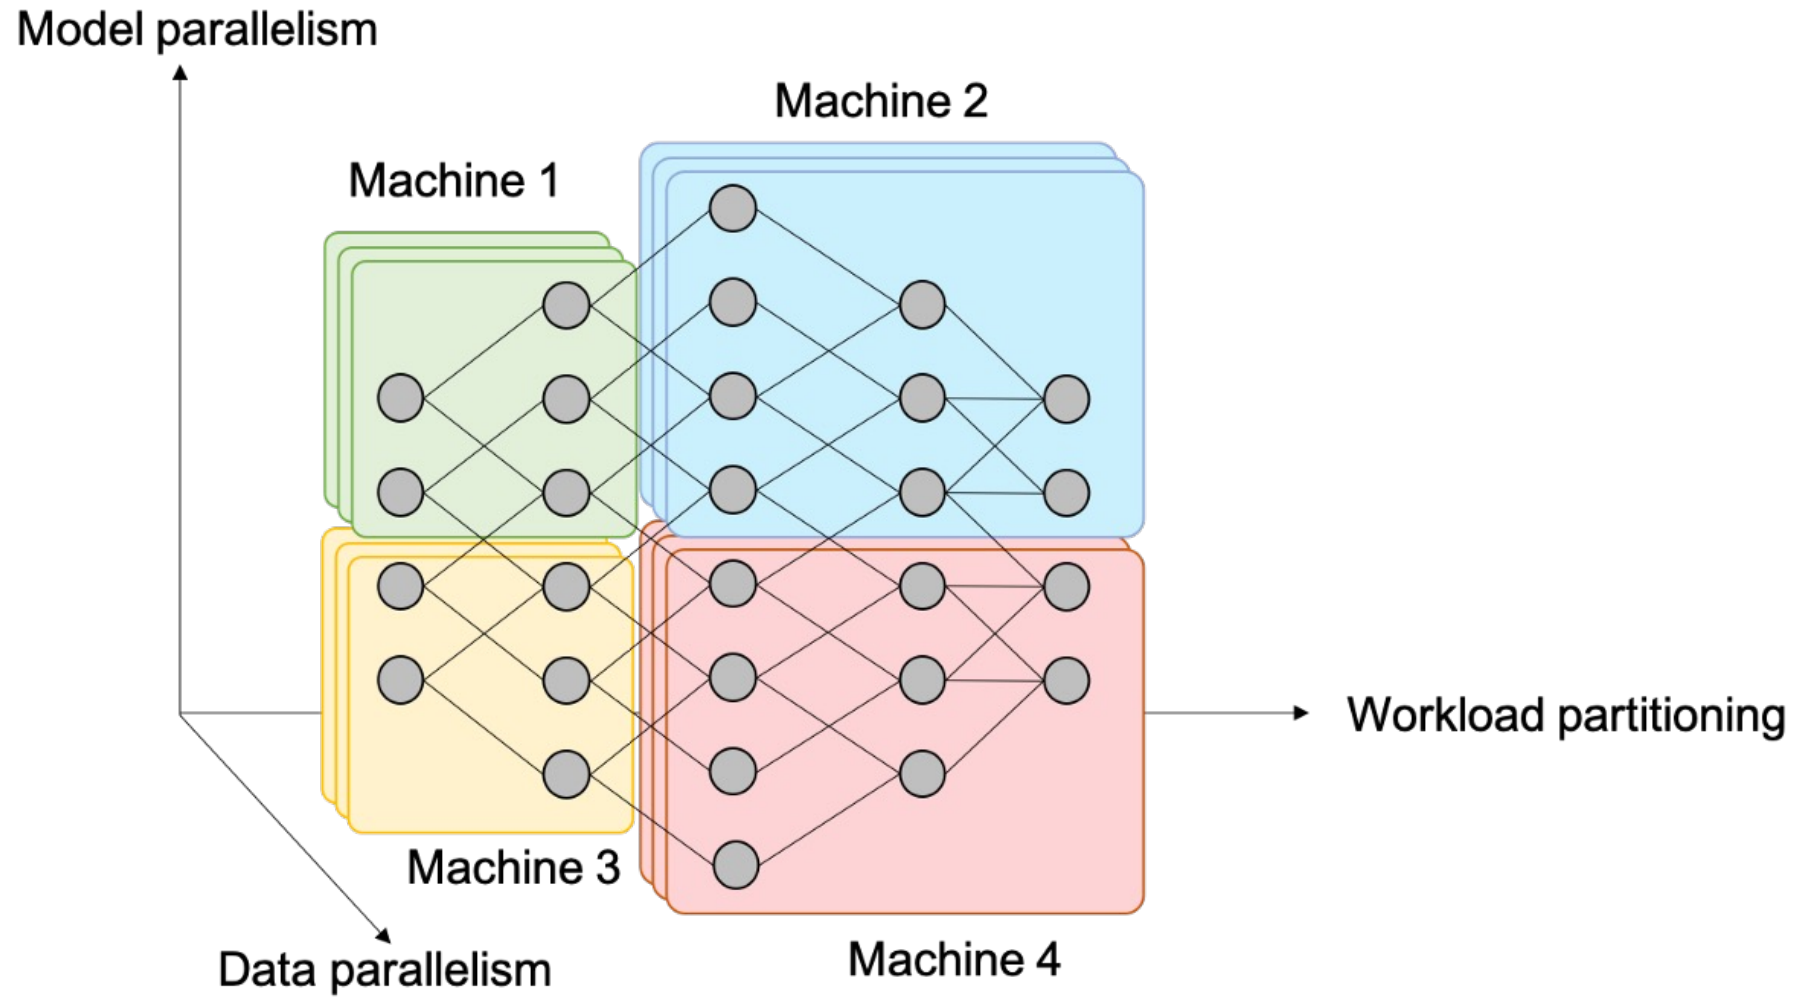 Model parallelism
Machine 2
Machine 1
Workload partitioning
Machine 3
Machine 4
Data parallelism